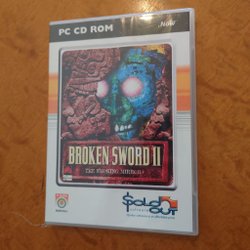 PC CD ROM
BROKEN SWORD II
THE SMOKING MIRROR
SOLD
OUT